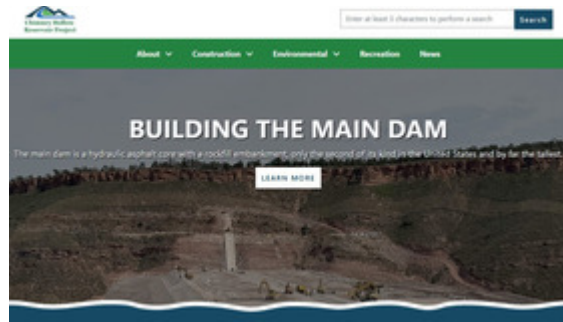 Chimney Hollow
Reservoir Project
Enter at least 3 characters to perform a search
Search
About
Construction
Environmental
Recreation
News
BUILDING THE MAIN DAM
The main dam is a hydraulic asphalt core with a rockfill embankment, only the second of its kind in the United States and by far the tallest.
LEARN MORE